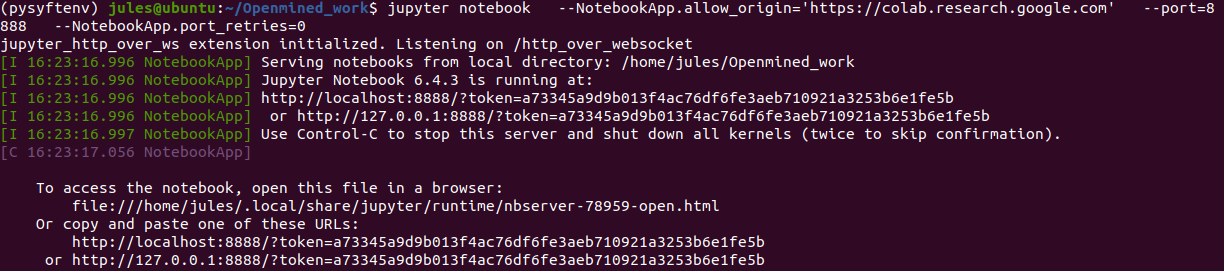 (pysyftenv) jules@ubuntu:~/Openmined_work$ jupyter notebook   --NotebookApp.allow_origin='https://colab.research.google.com'   --port=8
888   --NotebookApp.port_retries=0
jupyter_http_over_ws extension initialized. Listening on /http_over_websocket
[I 16:23:16.996 NotebookApp] Serving notebooks from local directory: /home/jules/Openmined_work
[I 16:23:16.996 NotebookApp] Jupyter Notebook 6.4.3 is running at:
[I 16:23:16.996 NotebookApp] http://localhost:8888/?token=a73345a9d9b013f4ac76df6fe3aeb710921a3253b6e1fe5b
[I 16:23:16.996 NotebookApp]  or http://127.0.0.1:8888/?token=a73345a9d9b013f4ac76df6fe3aeb710921a3253b6e1fe5b
[I 16:23:16.997 NotebookApp] Use Control-C to stop this server and shut down all kernels (twice to skip confirmation).
[C 16:23:17.056 NotebookApp]
    To access the notebook, open this file in a browser:
        file:///home/jules/.local/share/jupyter/runtime/nbserver-78959-open.html
    Or copy and paste one of these URLs:
        http://localhost:8888/?token=a73345a9d9b013f4ac76df6fe3aeb710921a3253b6e1fe5b
     or http://127.0.0.1:8888/?token=a73345a9d9b013f4ac76df6fe3aeb710921a3253b6e1fe5b